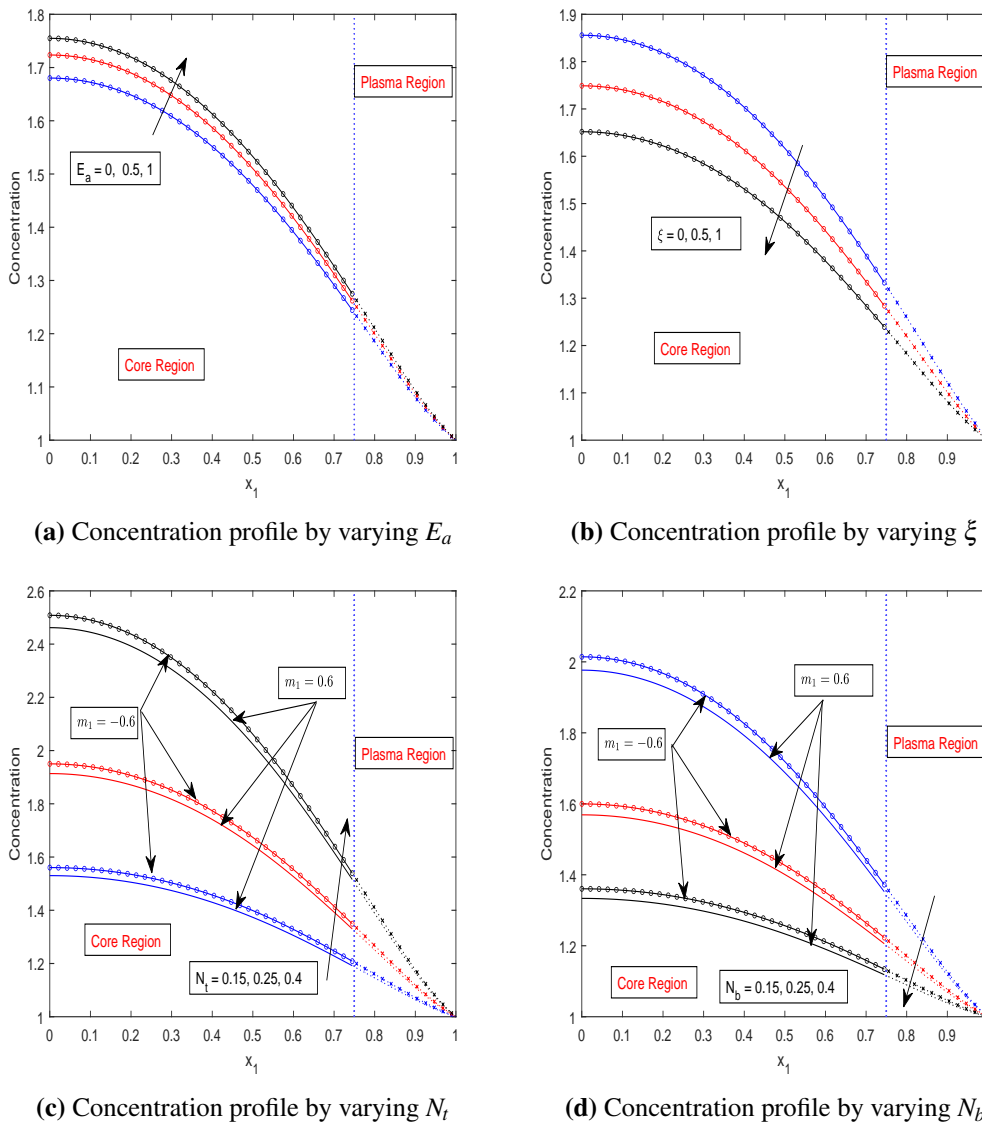 1.8
1.7
1.6
1.5
1.4
1.3
1.2
1.1
1
Concentration
Plasma Region
E_a = 0, 0.5, 1
Core Region
0 0.1 0.2 0.3 0.4 0.5 0.6 0.7 0.8 0.9 1
x_1
(a) Concentration profile by varying E_a
1.9
1.8
1.7
1.6
1.5
1.4
1.3
1.2
1.1
1
Concentration
Plasma Region
ξ = 0, 0.5, 1
Core Region
0 0.1 0.2 0.3 0.4 0.5 0.6 0.7 0.8 0.9
x_1
(b) Concentration profile by varying ξ
2.6
2.4
2.2
2
1.8
1.6
1.4
1.2
1
Concentration
m_1 = 0.6
m_1 = −0.6
Plasma Region
Core Region
N_t = 0.15, 0.25, 0.4
0 0.1 0.2 0.3 0.4 0.5 0.6 0.7 0.8 0.9 1
x_1
(c) Concentration profile by varying N_t
2.2
2
1.8
1.6
1.4
1.2
1
Concentration
m_1 = 0.6
m_1 = −0.6
Plasma Region
Core Region
N_b = 0.15, 0.25, 0.4
0 0.1 0.2 0.3 0.4 0.5 0.6 0.7 0.8 0.9
x_1
(d) Concentration profile by varying N_b